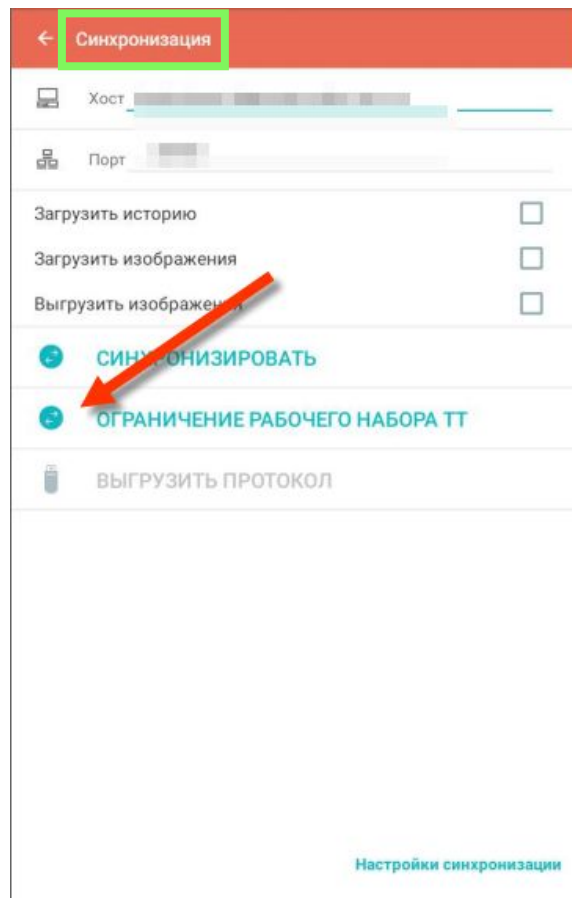 Синхронизация
Хост
Порт
Загрузить историю
Загрузить изображения
Выгрузить изображения
СИНХРОНИЗИРОВАТЬ
ОГРАНИЧЕНИЕ РАБОЧЕГО НАБОРА ТТ
ВЫГРУЗИТЬ ПРОТОКОЛ
Настройки синхронизации